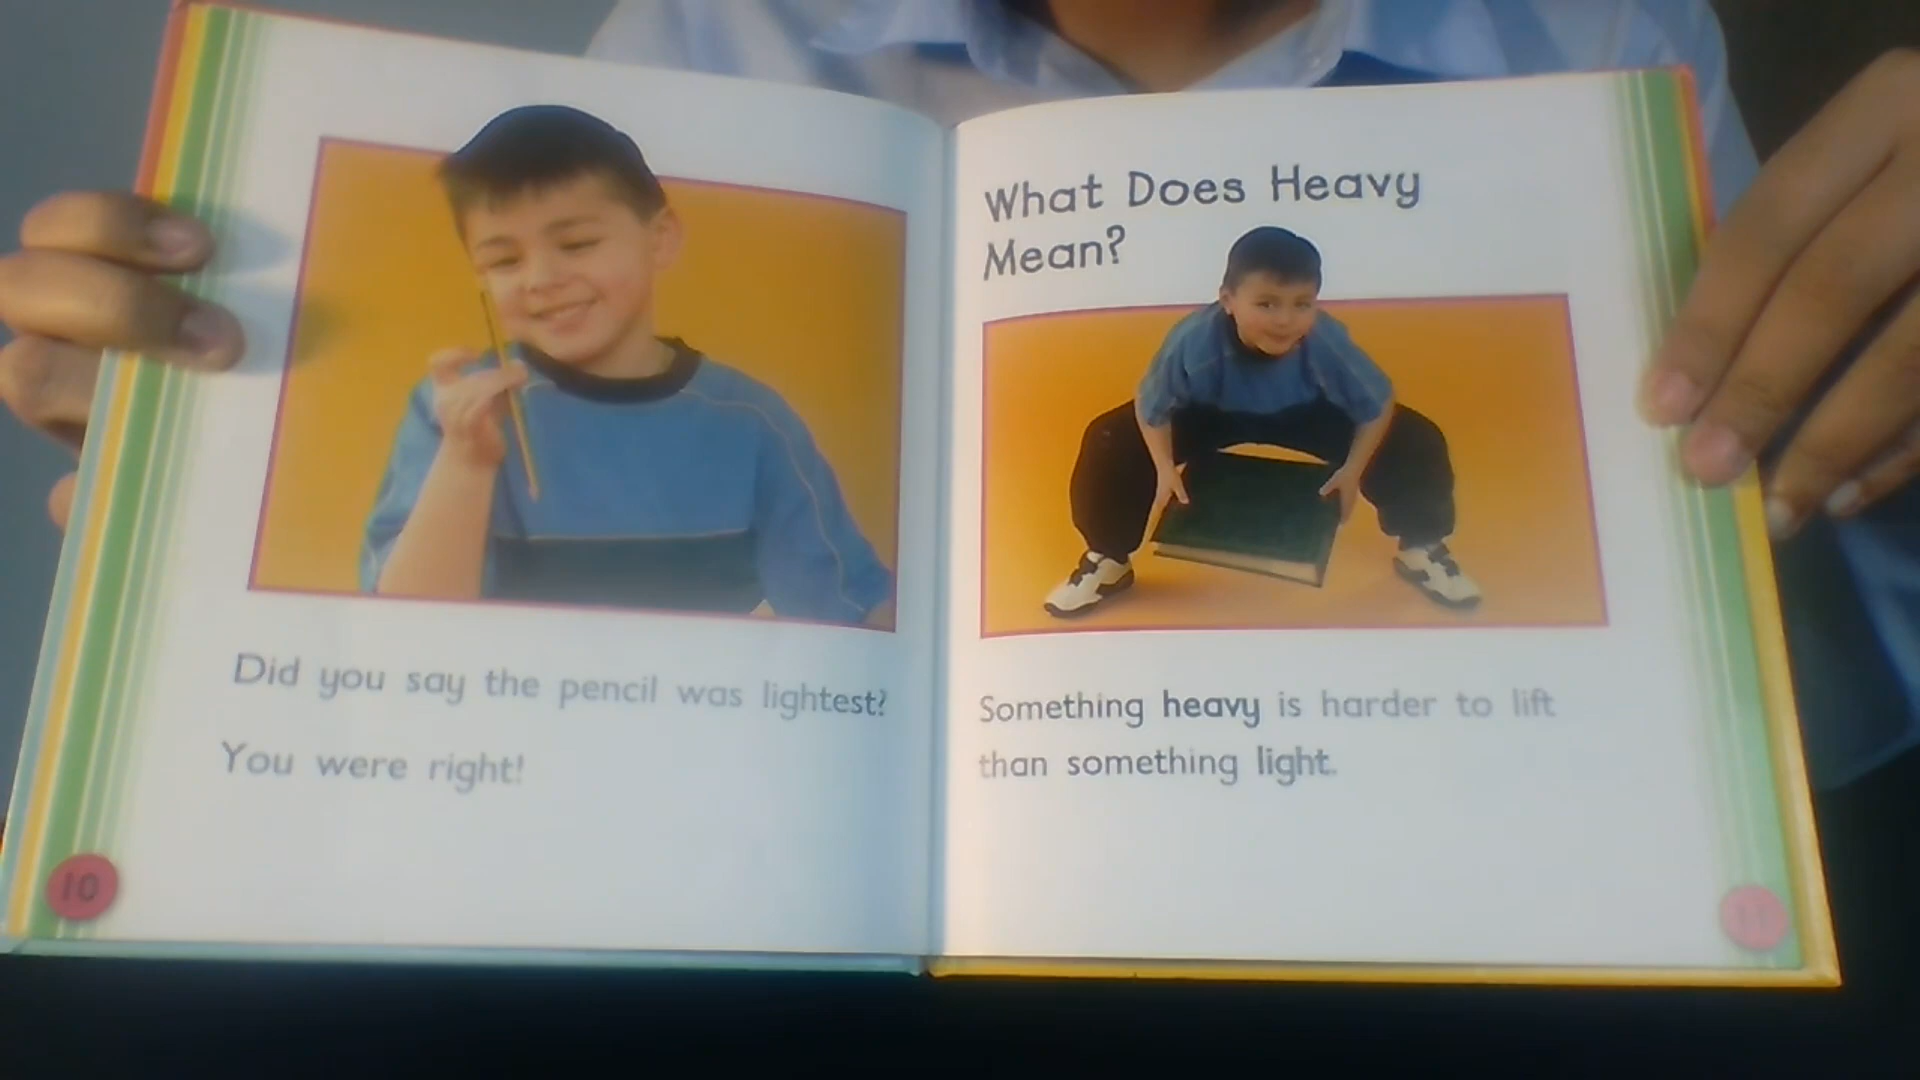 Did you say the pencil was lightest?
You were right!
10
What Does Heavy
Mean?
Something heavy is harder to lift
than something light.
11